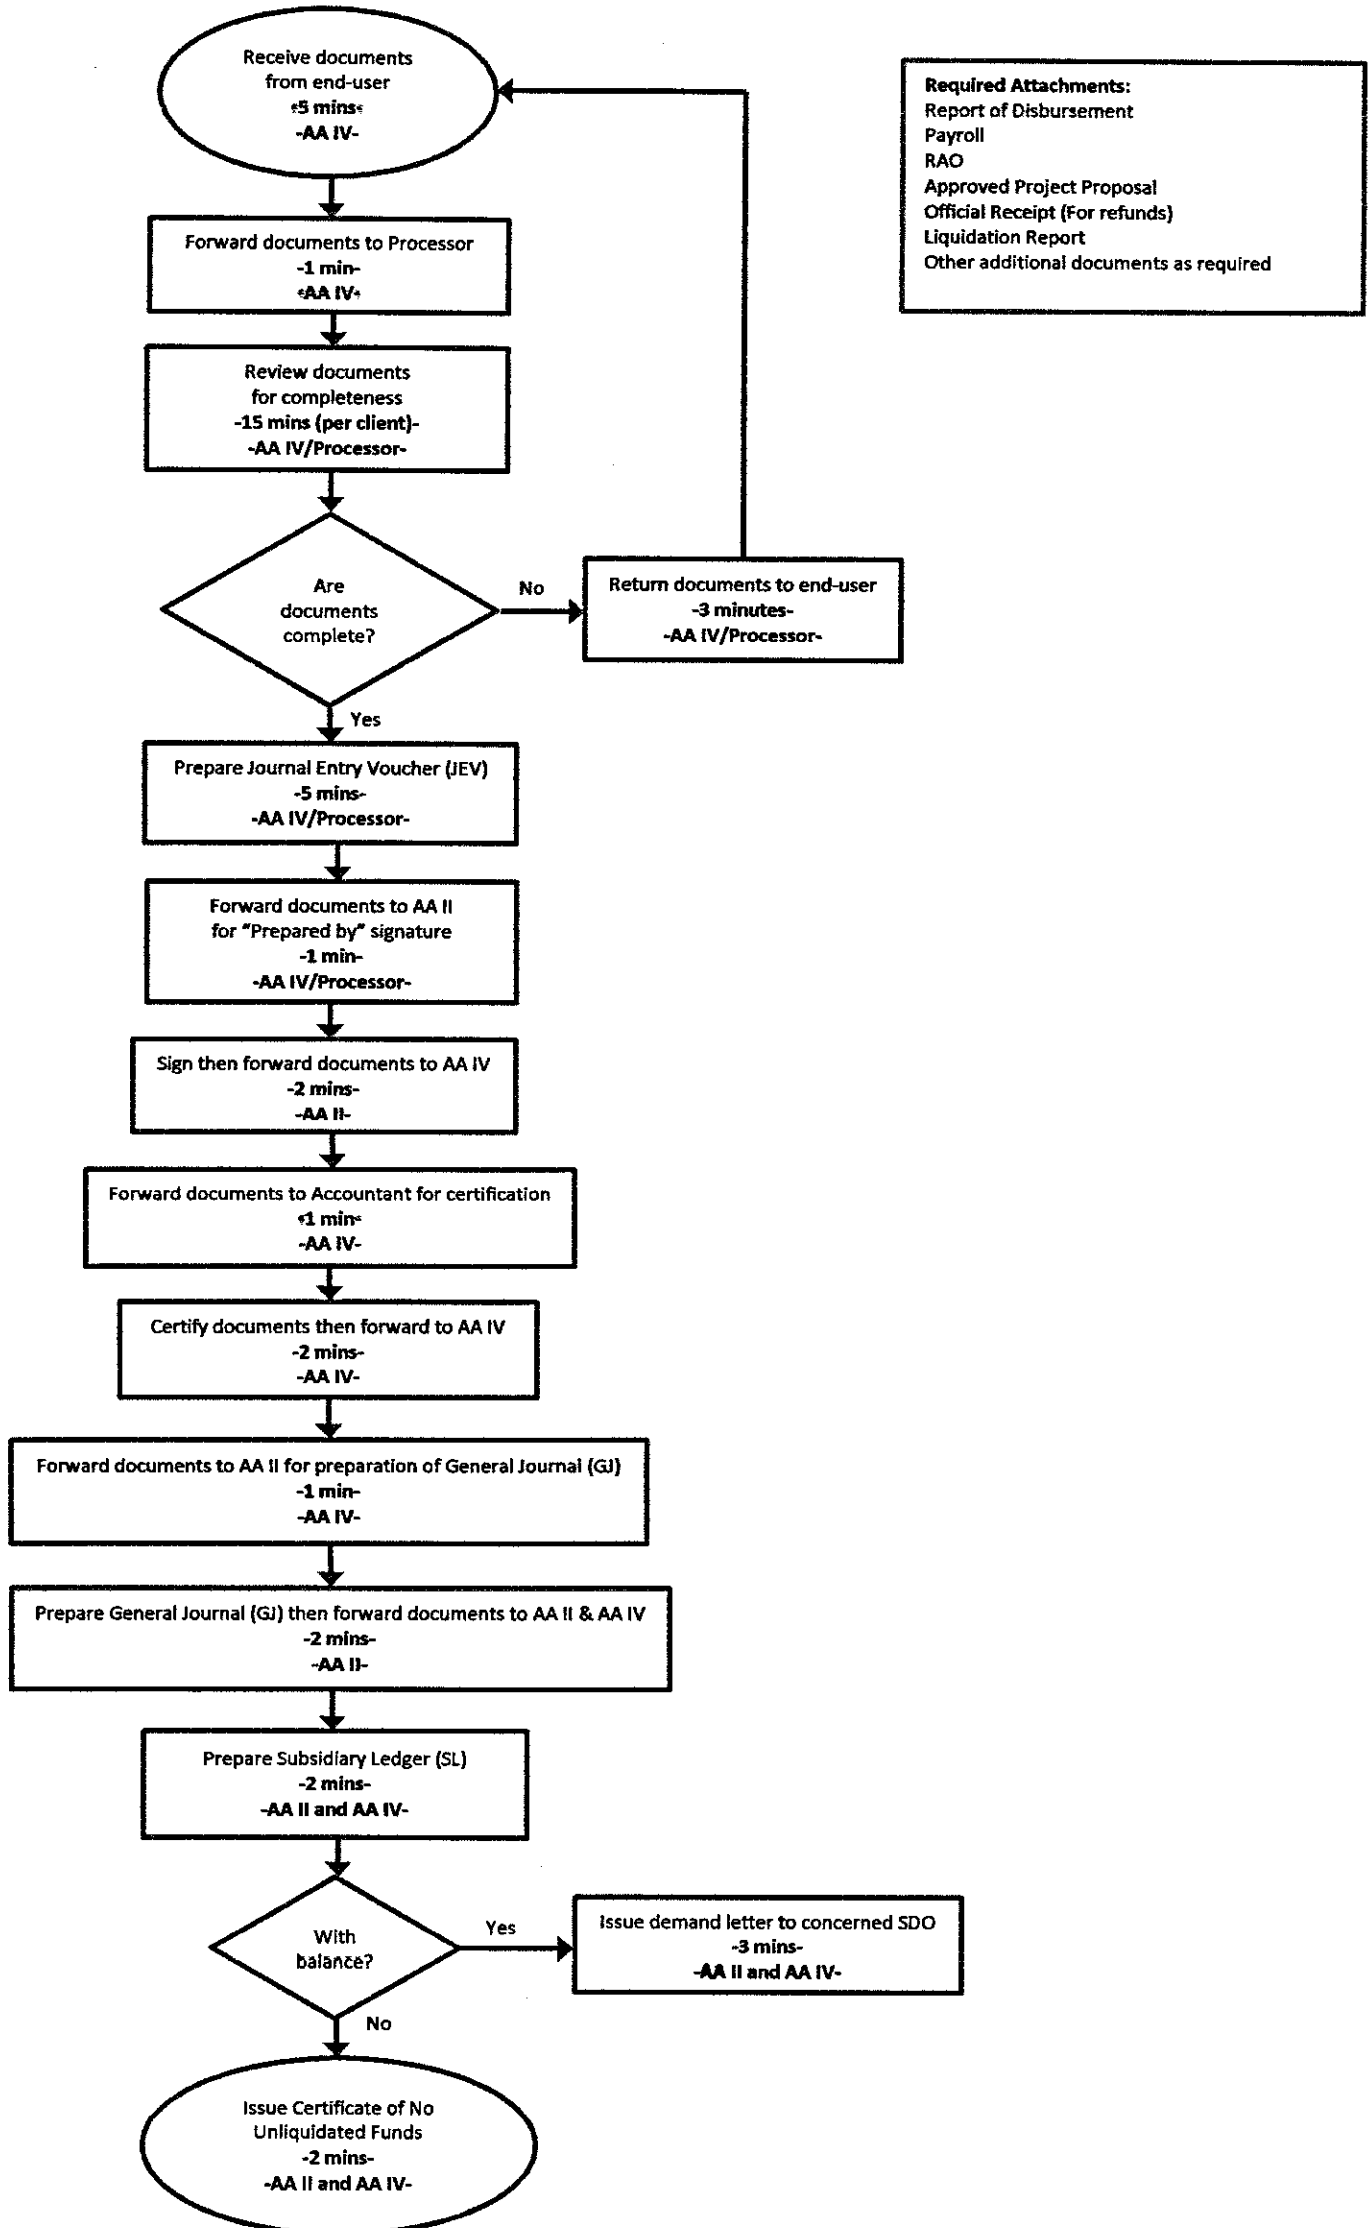 Receive documents
from end-user
-5 mins-
-AA IV-
Required Attachments:
Report of Disbursement
Payroll
RAO
Approved Project Proposal
Official Receipt (For refunds)
Liquidation Report
Other additional documents as required
Forward documents to Processor
-1 min-
-AA IV-
Review documents
for completeness
-15 mins (per client)-
-AA IV/Processor-
Are
documents
complete?
No
Return documents to end-user
-3 minutes-
-AA IV/Processor-
Yes
Prepare Journal Entry Voucher (JEV)
-5 mins-
-AA IV/Processor-
Forward documents to AA II
for "Prepared by" signature
-1 min-
-AA IV/Processor-
Sign then forward documents to AA IV
-2 mins-
-AA II-
Forward documents to Accountant for certification
-1 min-
-AA IV-
Certify documents then forward to AA IV
-2 mins-
-AA IV-
Forward documents to AA II for preparation of General Journal (GJ)
-1 min-
-AA IV-
Prepare General Journal (GJ) then forward documents to AA II & AA IV
-2 mins-
-AA II-
Prepare Subsidiary Ledger (SL)
-2 mins-
-AA II and AA IV-
With
balance?
Yes
Issue demand letter to concerned SDO
-3 mins-
-AA II and AA IV-
No
Issue Certificate of No
Unliquidated Funds
-2 mins-
-AA II and AA IV-